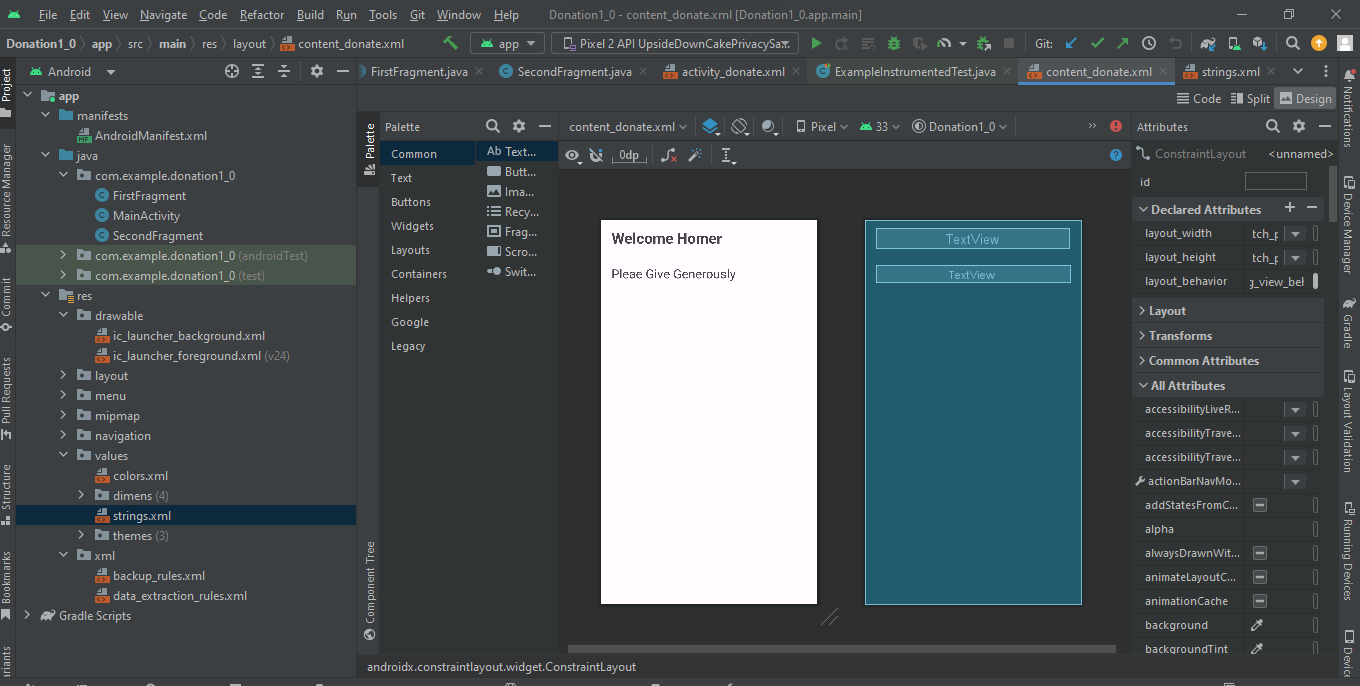 File Edit View Navigate Code Refactor Build Run Tools Git Window Help Donation1_0 - content_donate.xml [Donation1_0.app.main]
Donation1_0 app src main res layout content_donate.xml app Pixel 2 API UpsideDownCakePrivacySa... Git:
Project
Resource Manager
Commit
Pull Requests
Structure
Bookmarks
Android
app
manifests
AndroidManifest.xml
java
com.example.donation1_0
FirstFragment
MainActivity
SecondFragment
com.example.donation1_0 (androidTest)
com.example.donation1_0 (test)
res
drawable
ic_launcher_background.xml
ic_launcher_foreground.xml (v24)
layout
menu
mipmap
navigation
values
colors.xml
dimens (4)
strings.xml
themes (3)
xml
backup_rules.xml
data_extraction_rules.xml
Gradle Scripts
FirstFragment.java SecondFragment.java activity_donate.xml ExampleInstrumentedTest.java content_donate.xml strings.xml
Code Split Design
Palette
Component Tree
Palette
Common
Text
Buttons
Widgets
Layouts
Containers
Helpers
Google
Legacy
Ab Text...
Butt...
Ima...
Recy...
Frag...
Scro...
Swit...
content_donate.xml Pixel 33 Donation1_0
0dp
Welcome Homer
Pleae Give Generously
TextView
TextView
androidx.constraintlayout.widget.ConstraintLayout
Attributes
ConstraintLayout <unnamed>
id
Declared Attributes
layout_width tch_p
layout_height tch_p
layout_behavior g_view_bel
Layout
Transforms
Common Attributes
All Attributes
accessibilityLiveR...
accessibilityTrave...
accessibilityTrave...
actionBarNavMo...
addStatesFromC...
alpha
alwaysDrawnWit...
animateLayoutC...
animationCache
background
backgroundTint
Notifications
Device Manager
Gradle
Layout Validation
Running Devices